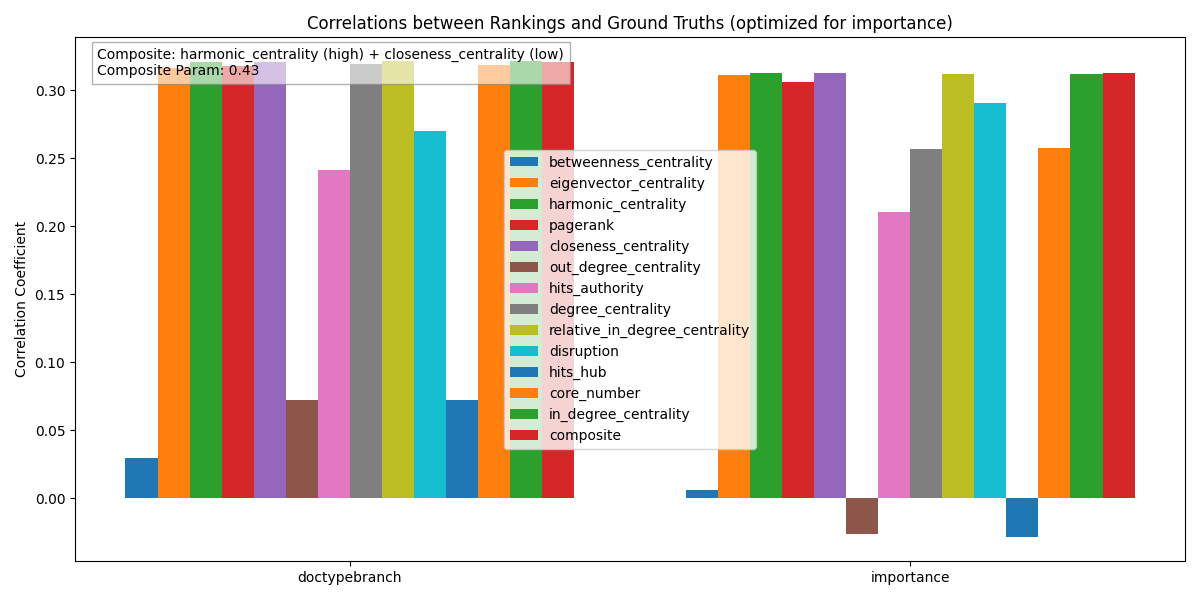 Correlations between Rankings and Ground Truths (optimized for importance)
Composite: harmonic_centrality (high) + closeness_centrality (low)
Composite Param: 0.43
Correlation Coefficient
0.30
0.25
0.20
0.15
0.10
0.05
0.00
betweenness_centrality
eigenvector_centrality
harmonic_centrality
pagerank
closeness_centrality
out_degree_centrality
hits_authority
degree_centrality
relative_in_degree_centrality
disruption
hits_hub
core_number
in_degree_centrality
composite
doctypebranch
importance